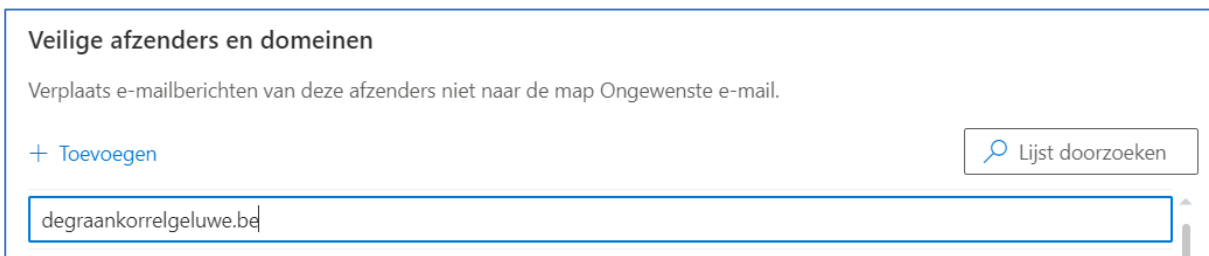 Veilige afzenders en domeinen
Verplaats e-mailberichten van deze afzenders niet naar de map Ongewenste e-mail.
+ Toevoegen
Lijst doorzoeken
degraankorrelgeluwe.be